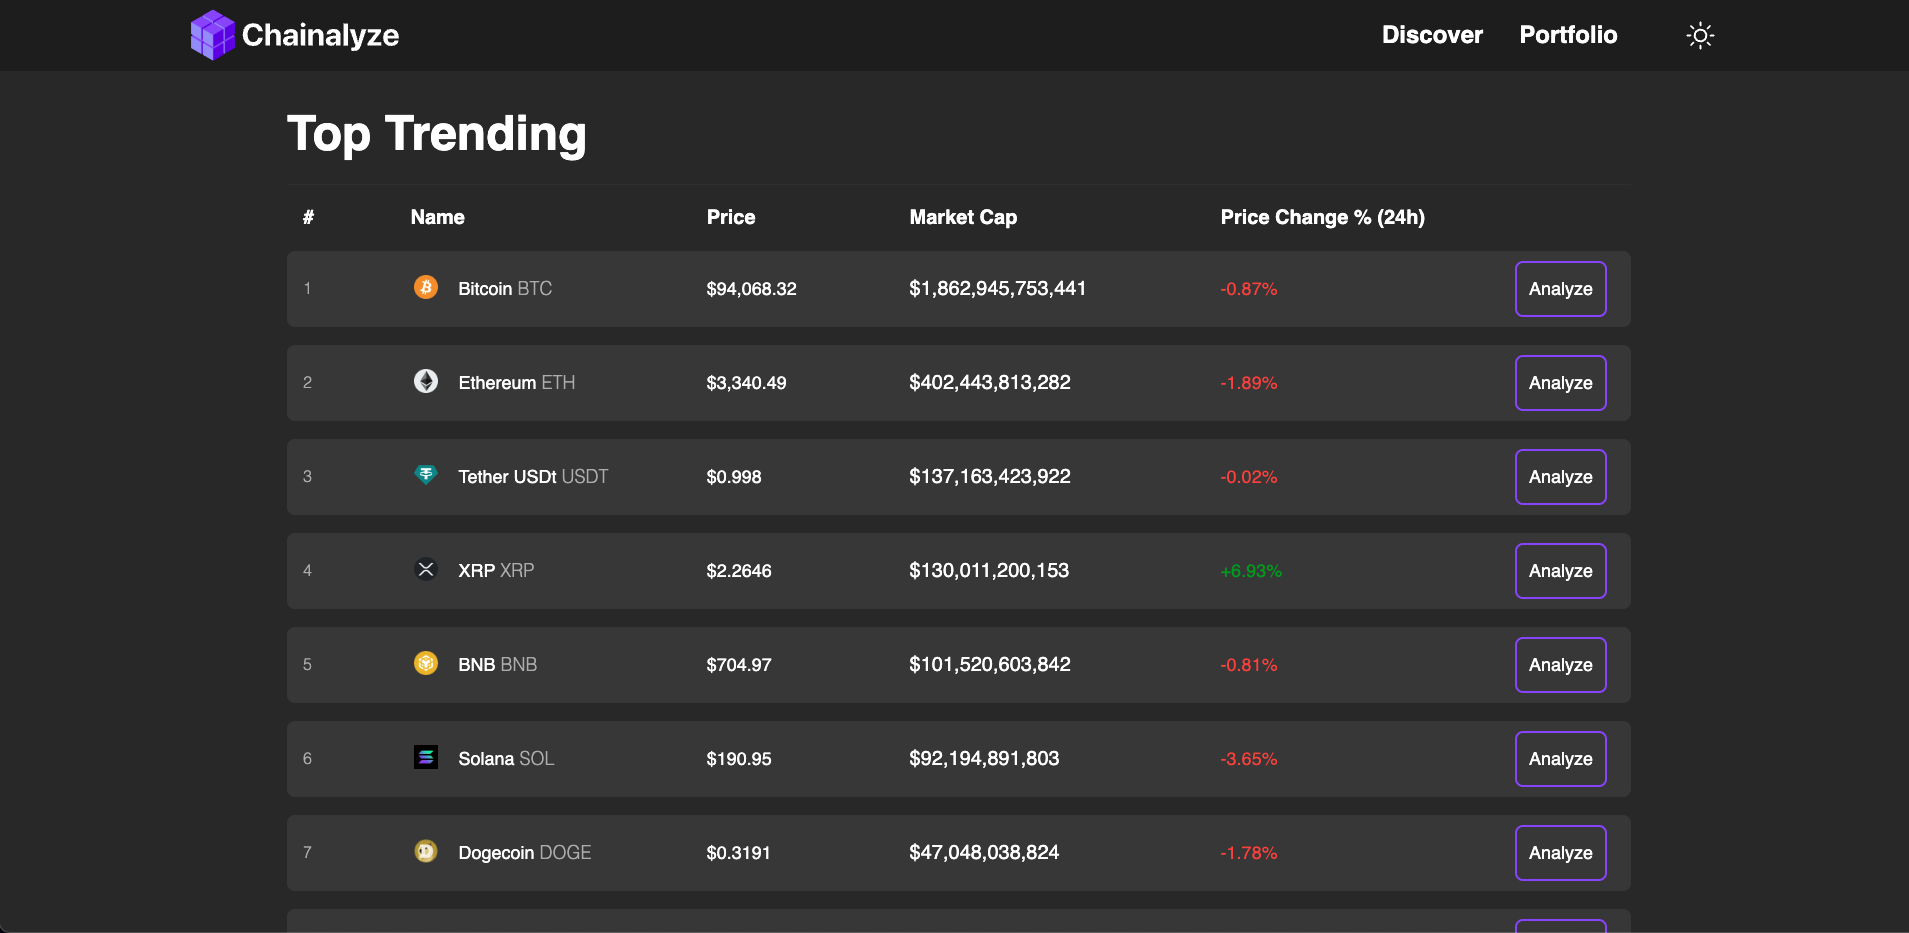 Chainalyze Discover Portfolio
Top Trending
# Name Price Market Cap Price Change % (24h)
1 Bitcoin BTC $94,068.32 $1,862,945,753,441 -0.87% Analyze
2 Ethereum ETH $3,340.49 $402,443,813,282 -1.89% Analyze
3 Tether USDt USDT $0.998 $137,163,423,922 -0.02% Analyze
4 XRP XRP $2.2646 $130,011,200,153 +6.93% Analyze
5 BNB BNB $704.97 $101,520,603,842 -0.81% Analyze
6 Solana SOL $190.95 $92,194,891,803 -3.65% Analyze
7 Dogecoin DOGE $0.3191 $47,048,038,824 -1.78% Analyze